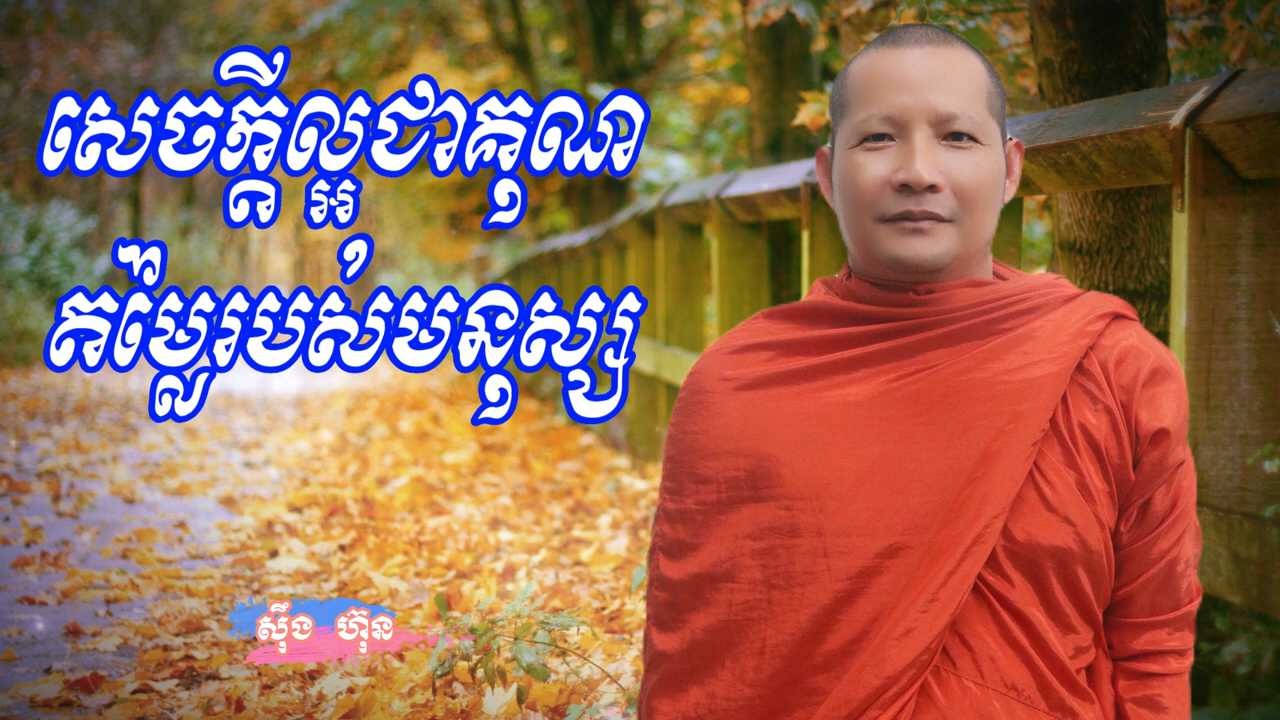 សេចក្ដីល្អជាគុណ
តម្លៃរបស់មនុស្ស
ស៊ឹង ហ៊ុន